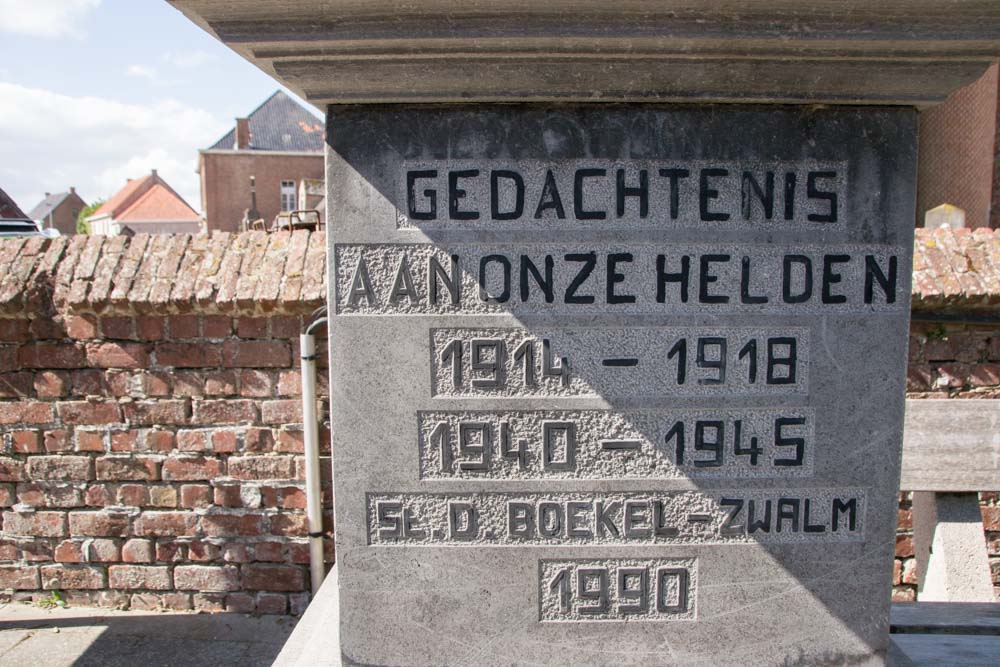 GEDACHTENIS
AAN ONZE HELDEN
1914 - 1918
1940 - 1945
St. D. BOEKEL - ZWALM
1990